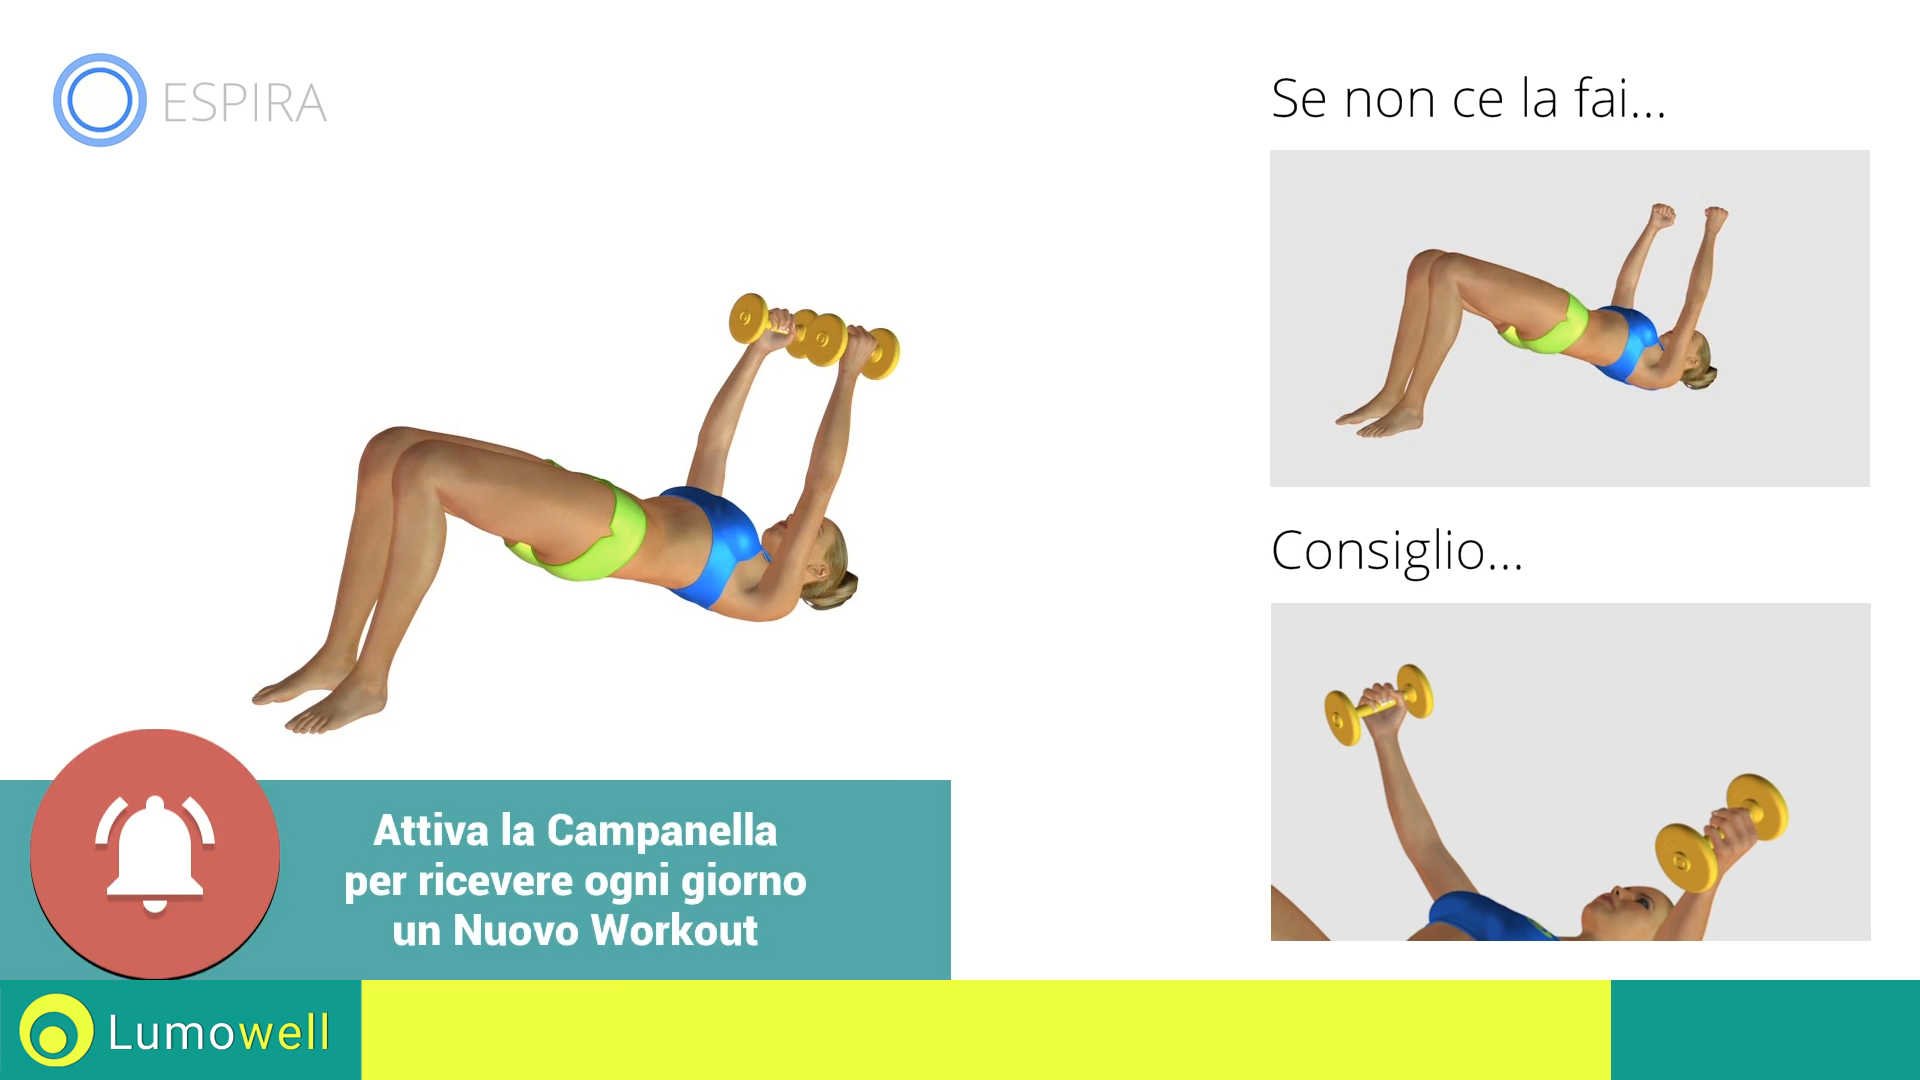 ESPIRA
Se non ce la fai...
Consiglio...
Attiva la Campanella
per ricevere ogni giorno
un Nuovo Workout
Lumowell